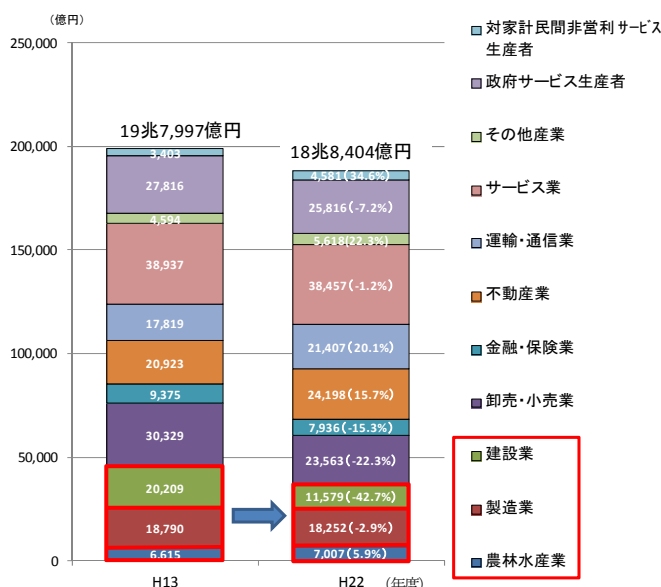 (億円)
250,000
200,000
150,000
100,000
50,000
0
19兆7,997億円
3,403
27,816
4,594
38,937
17,819
20,923
9,375
30,329
20,209
18,790
6,615
H13
18兆8,404億円
4,581(34.6%)
25,816(-7.2%)
5,618(22.3%)
38,457(-1.2%)
21,407(20.1%)
24,198(15.7%)
7,936(-15.3%)
23,563(-22.3%)
11,579(-42.7%)
18,252(-2.9%)
7,007(5.9%)
H22
(年度)
対家計民間非営利サービス
生産者
政府サービス生産者
その他産業
サービス業
運輸・通信業
不動産業
金融・保険業
卸売・小売業
建設業
製造業
農林水産業